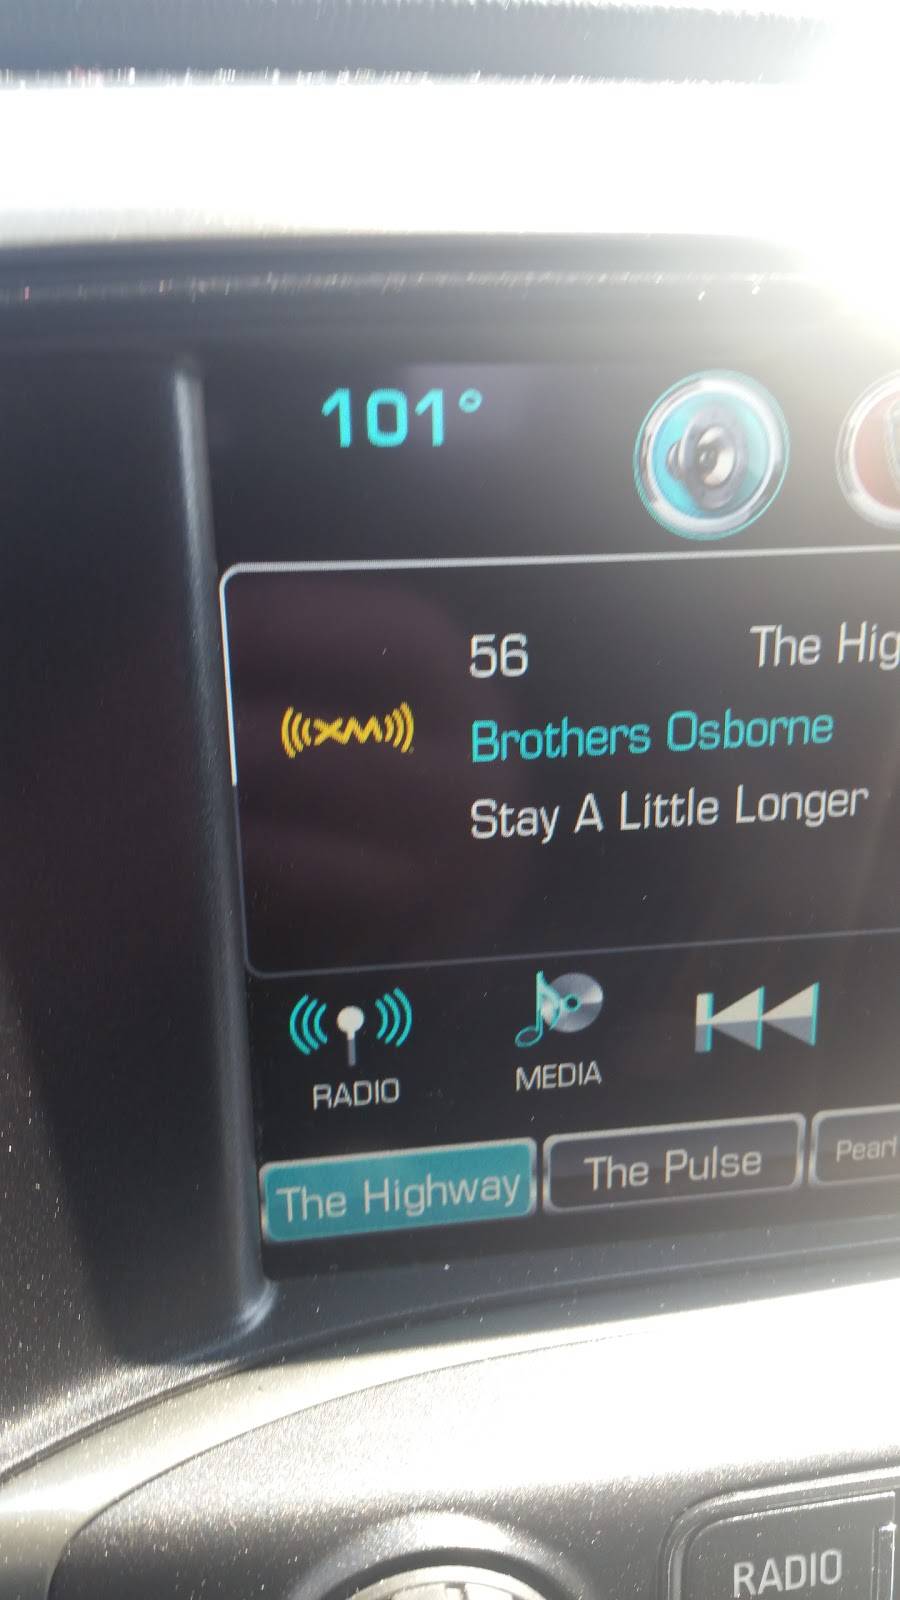 101°
56 The Hig
XM
Brothers Osborne
Stay A Little Longer
RADIO MEDIA
The Highway The Pulse Pearl
RADIO